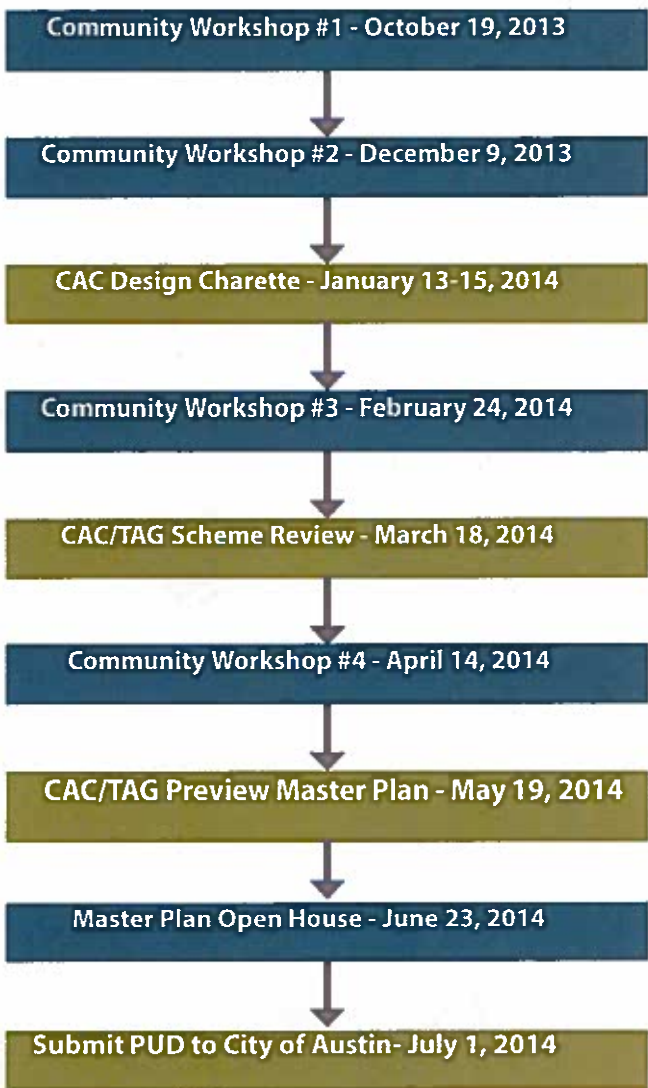 Community Workshop #1 - October 19, 2013
Community Workshop #2 - December 9, 2013
CAC Design Charette - January 13-15, 2014
Community Workshop #3 - February 24, 2014
CAC/TAG Scheme Review - March 18, 2014
Community Workshop #4 - April 14, 2014
CAC/TAG Preview Master Plan - May 19, 2014
Master Plan Open House - June 23, 2014
Submit PUD to City of Austin- July 1, 2014